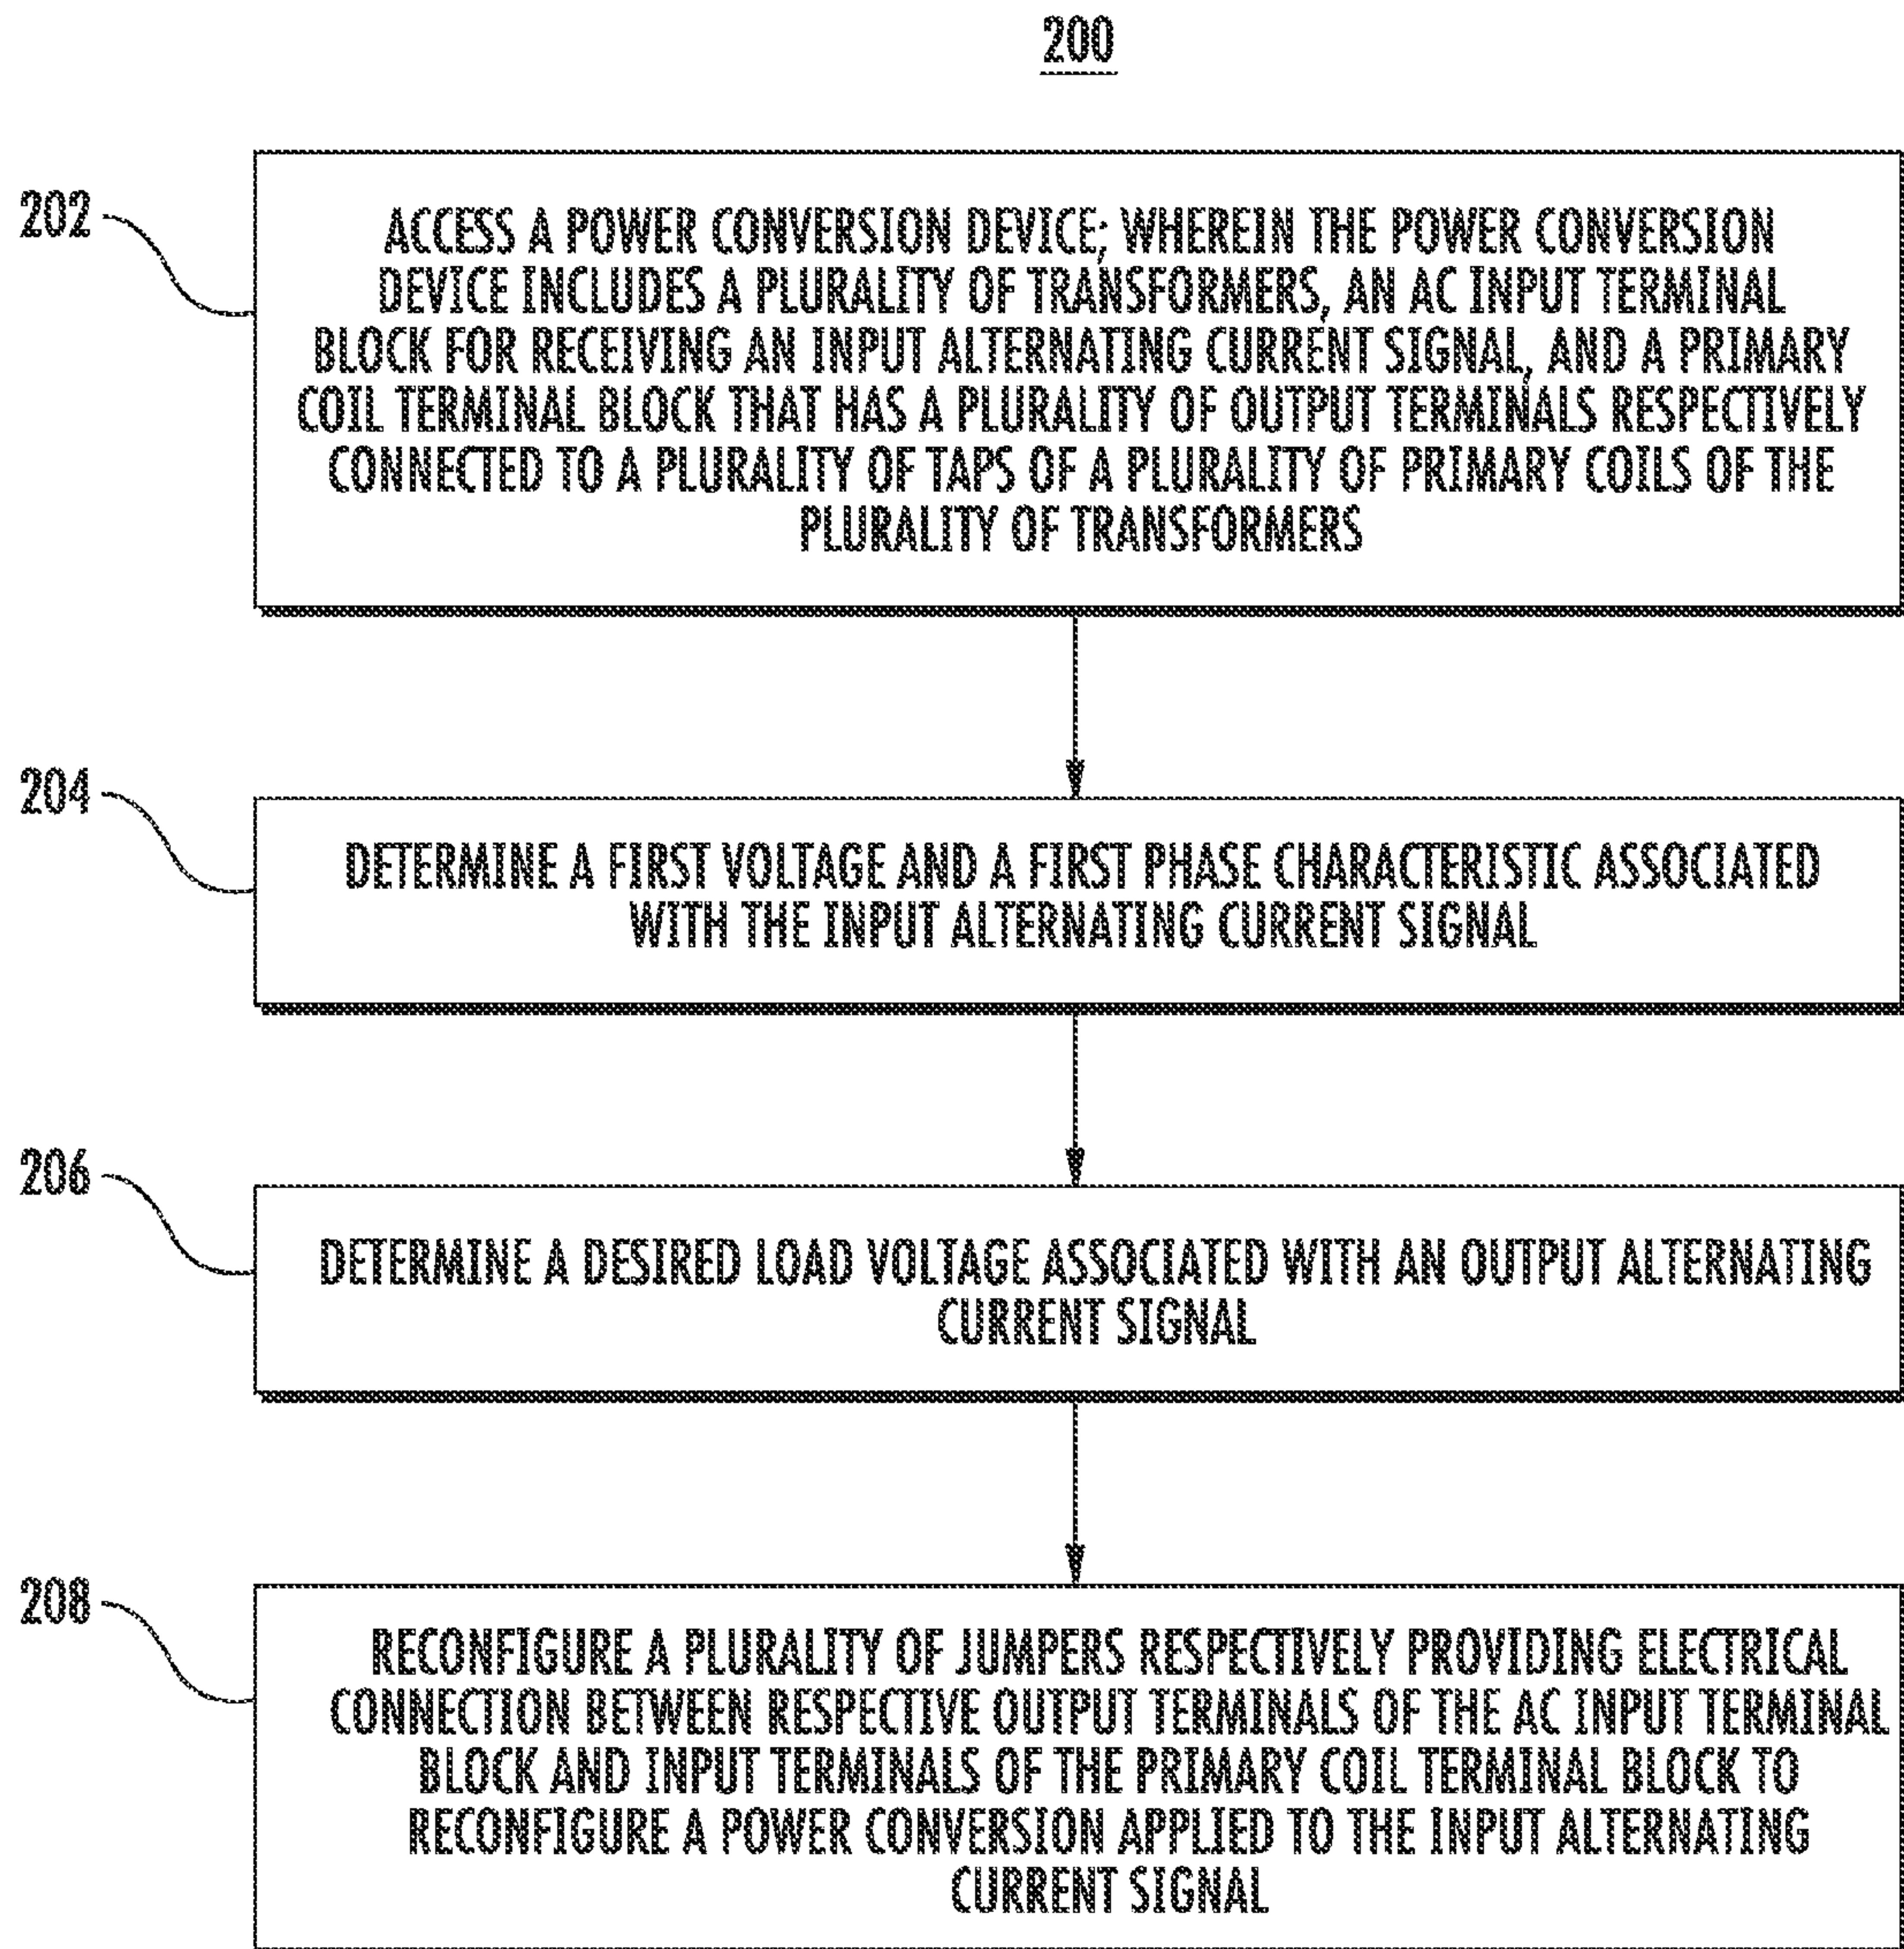 200
202
ACCESS A POWER CONVERSION DEVICE; WHEREIN THE POWER CONVERSION
DEVICE INCLUDES A PLURALITY OF TRANSFORMERS, AN AC INPUT TERMINAL
BLOCK FOR RECEIVING AN INPUT ALTERNATING CURRENT SIGNAL, AND A PRIMARY
COIL TERMINAL BLOCK THAT HAS A PLURALITY OF OUTPUT TERMINALS RESPECTIVELY
CONNECTED TO A PLURALITY OF TAPS OF A PLURALITY OF PRIMARY COILS OF THE
PLURALITY OF TRANSFORMERS
204
DETERMINE A FIRST VOLTAGE AND A FIRST PHASE CHARACTERISTIC ASSOCIATED
WITH THE INPUT ALTERNATING CURRENT SIGNAL
206
DETERMINE A DESIRED LOAD VOLTAGE ASSOCIATED WITH AN OUTPUT ALTERNATING
CURRENT SIGNAL
208
RECONFIGURE A PLURALITY OF JUMPERS RESPECTIVELY PROVIDING ELECTRICAL
CONNECTION BETWEEN RESPECTIVE OUTPUT TERMINALS OF THE AC INPUT TERMINAL
BLOCK AND INPUT TERMINALS OF THE PRIMARY COIL TERMINAL BLOCK TO
RECONFIGURE A POWER CONVERSION APPLIED TO THE INPUT ALTERNATING
CURRENT SIGNAL